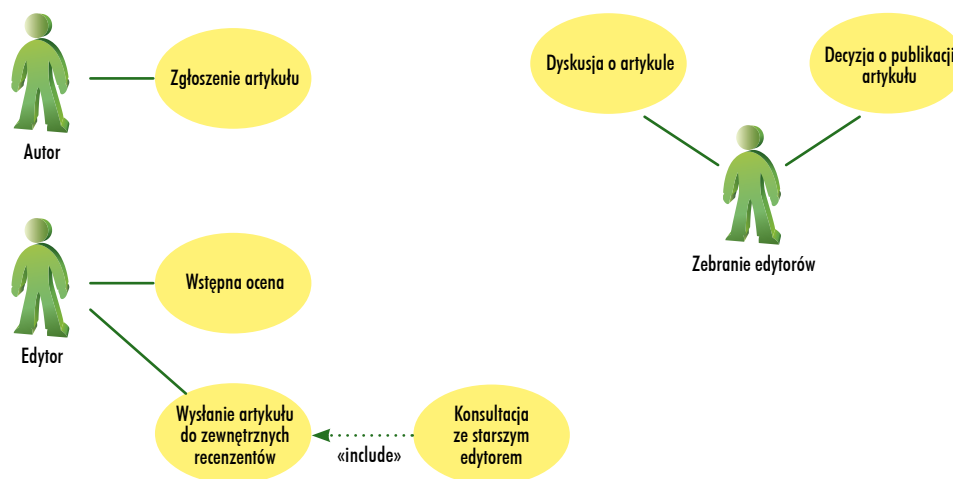 Zgłoszenie artykułu
Autor
Dyskusja o artykule
Decyzja o publikacji
artykułu
Zebranie edytorów
Wstępna ocena
Edytor
Wysłanie artykułu
do zewnętrznych
recenzentów
«include»
Konsultacja
ze starszym
edytorem